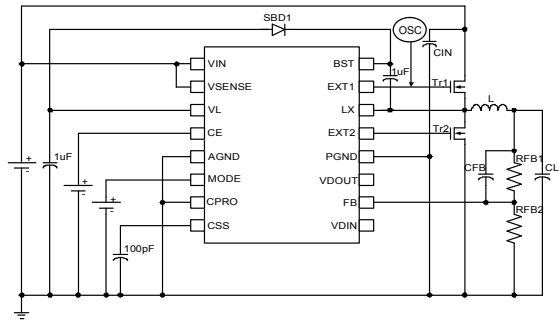 SBD1
OSC
CIN
VIN
VSENSE
VL
CE
AGND
MODE
CPRO
CSS
BST
EXT1
LX
EXT2
PGND
VDOUT
FB
VDIN
1uF
Tr1
L
Tr2
1uF
CFB
RFB1
CL
RFB2
100pF
+
-
+
-
+
-